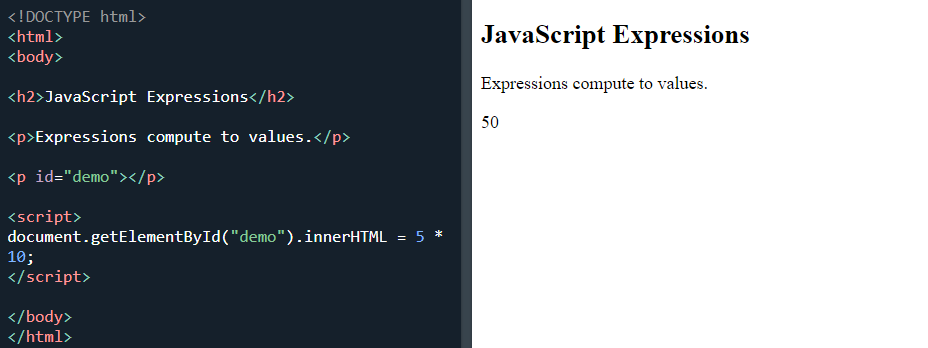 <!DOCTYPE html>
<html>
<body>
<h2>JavaScript Expressions</h2>
<p>Expressions compute to values.</p>
<p id="demo"></p>
<script>
document.getElementById("demo").innerHTML = 5 *
10;
</script>
</body>
</html>
JavaScript Expressions
Expressions compute to values.
50